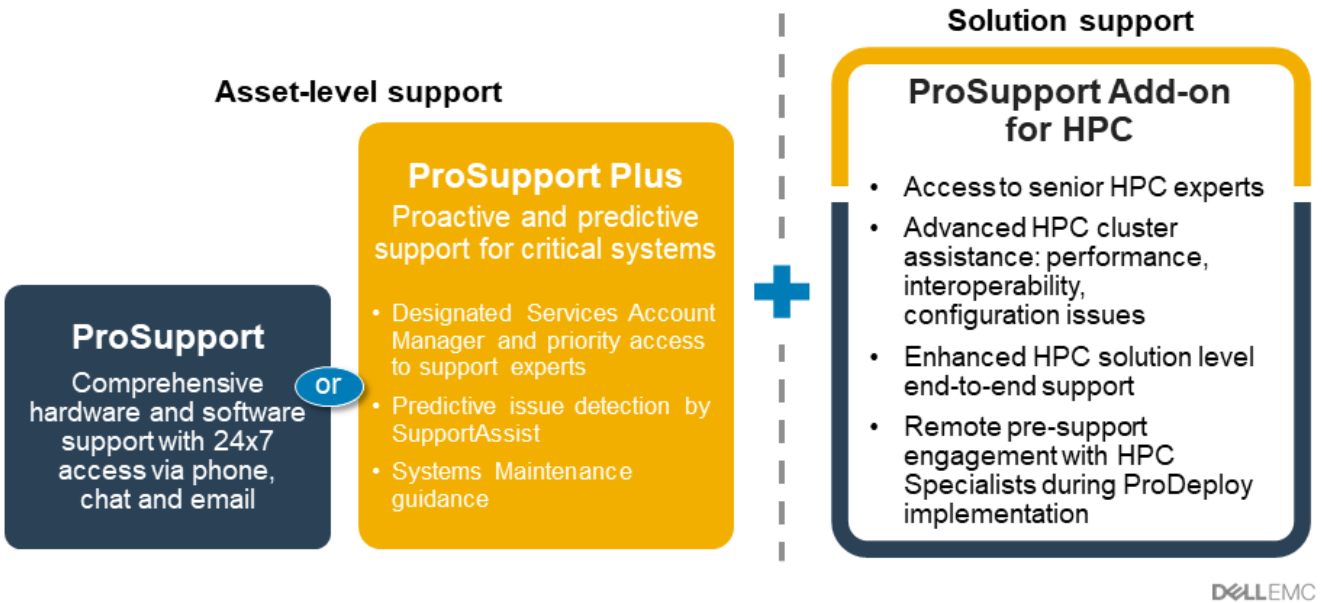 Asset-level support
ProSupport
Comprehensive
hardware and software
support with 24x7
access via phone,
chat and email
or
ProSupport Plus
Proactive and predictive
support for critical systems
• Designated Services Account
Manager and priority access
to support experts
• Predictive issue detection by
SupportAssist
• Systems Maintenance
guidance
Solution support
ProSupport Add-on
for HPC
• Access to senior HPC experts
• Advanced HPC cluster
assistance: performance,
interoperability,
configuration issues
• Enhanced HPC solution level
end-to-end support
• Remote pre-support
engagement with HPC
Specialists during ProDeploy
implementation
DELLEMC